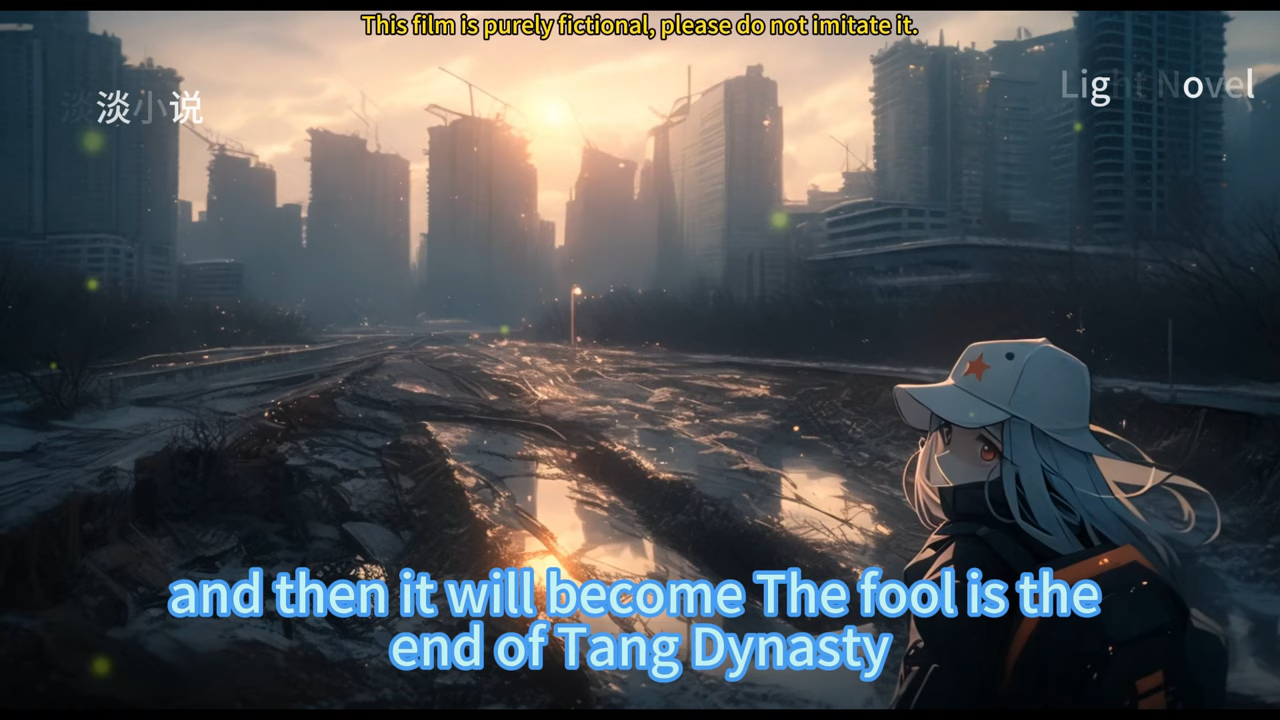 This film is purely fictional, please do not imitate it.
淡淡小说
Light Novel
and then it will become The fool is the
end of Tang Dynasty